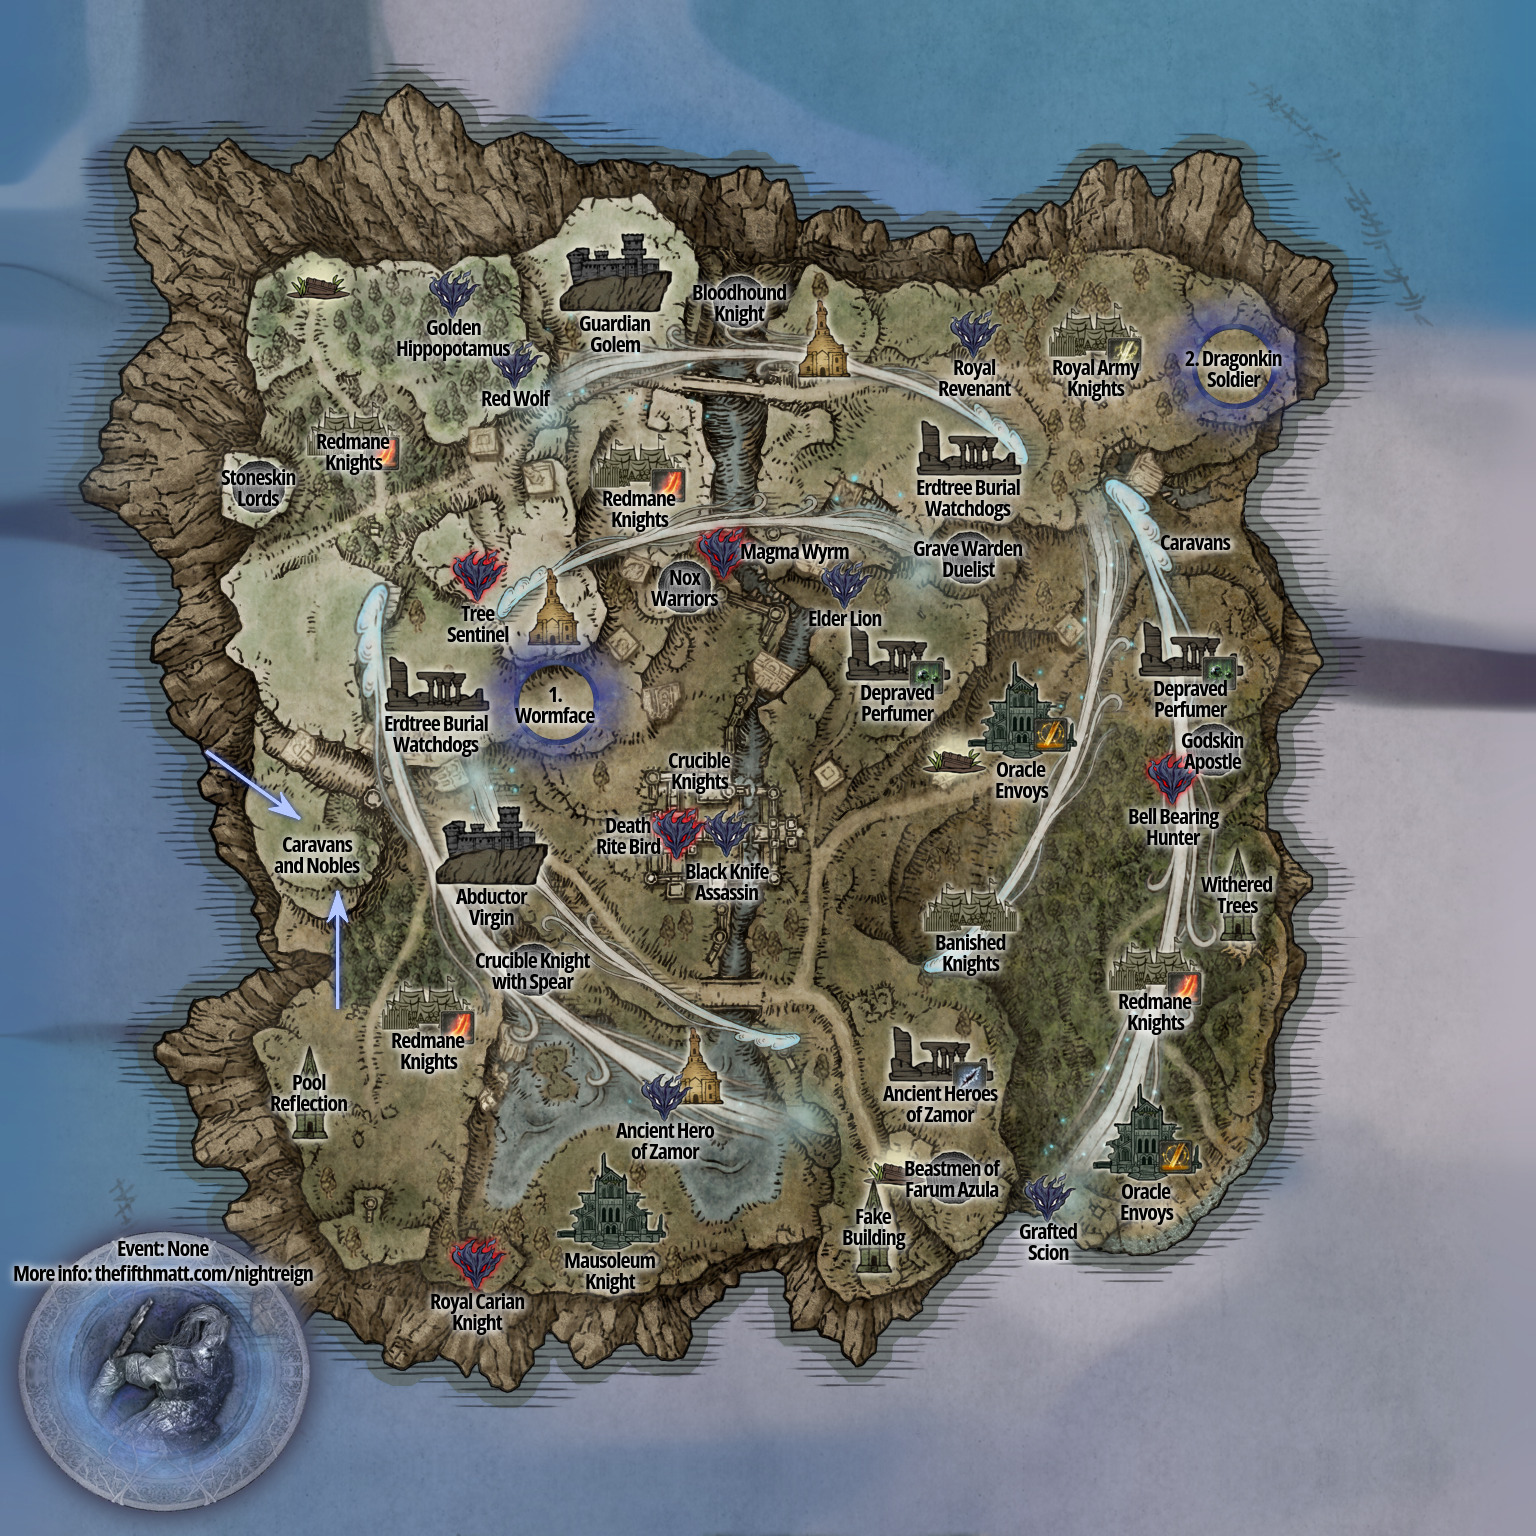 Golden
Hippopotamus
Guardian
Golem
Bloodhound
Knight
Red Wolf
Royal
Revenant
Royal Army
Knights
2. Dragonkin
Soldier
Redmane
Knights
Stoneskin
Lords
Redmane
Knights
Erdtree Burial
Watchdogs
Magma Wyrm
Grave Warden
Duelist
Caravans
Nox
Warriors
Elder Lion
Tree
Sentinel
1.
Wormface
Erdtree Burial
Watchdogs
Depraved
Perfumer
Depraved
Perfumer
Oracle
Envoys
Godskin
Apostle
Crucible
Knights
Bell Bearing
Hunter
Death
Rite Bird
Black Knife
Assassin
Caravans
and Nobles
Abductor
Virgin
Withered
Trees
Banished
Knights
Crucible Knight
with Spear
Redmane
Knights
Redmane
Knights
Pool
Reflection
Ancient Heroes
of Zamor
Ancient Hero
of Zamor
Beastmen of
Farum Azula
Oracle
Envoys
Fake
Building
Grafted
Scion
Mausoleum
Knight
Royal Carian
Knight
Event: None
More info: thefifthmatt.com/nightreign